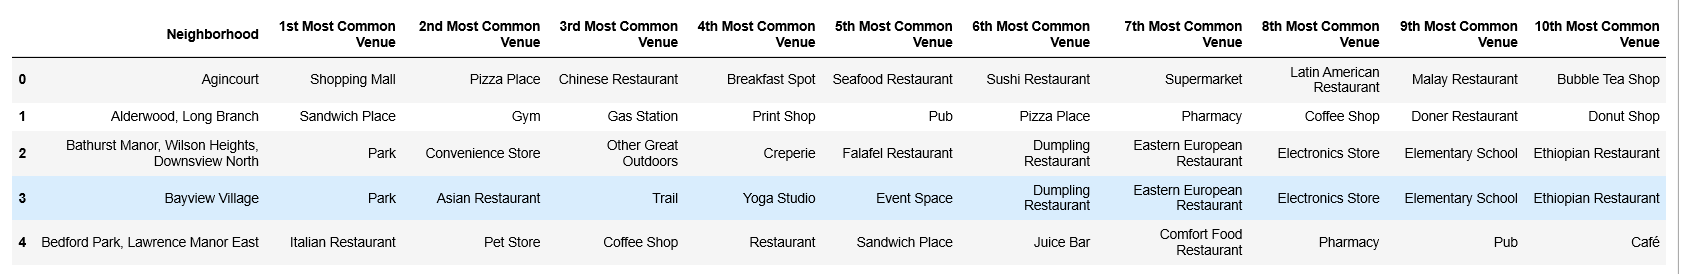 Neighborhood 1st Most Common Venue 2nd Most Common Venue 3rd Most Common Venue 4th Most Common Venue 5th Most Common Venue 6th Most Common Venue 7th Most Common Venue 8th Most Common Venue 9th Most Common Venue 10th Most Common Venue
0 Agincourt Shopping Mall Pizza Place Chinese Restaurant Breakfast Spot Seafood Restaurant Sushi Restaurant Supermarket Latin American Restaurant Malay Restaurant Bubble Tea Shop
1 Alderwood, Long Branch Sandwich Place Gym Gas Station Print Shop Pub Pizza Place Pharmacy Coffee Shop Doner Restaurant Donut Shop
2 Bathurst Manor, Wilson Heights, Downsview North Park Convenience Store Other Great Outdoors Creperie Falafel Restaurant Dumpling Restaurant Eastern European Restaurant Electronics Store Elementary School Ethiopian Restaurant
3 Bayview Village Park Asian Restaurant Trail Yoga Studio Event Space Dumpling Restaurant Eastern European Restaurant Electronics Store Elementary School Ethiopian Restaurant
4 Bedford Park, Lawrence Manor East Italian Restaurant Pet Store Coffee Shop Restaurant Sandwich Place Juice Bar Comfort Food Restaurant Pharmacy Pub Café